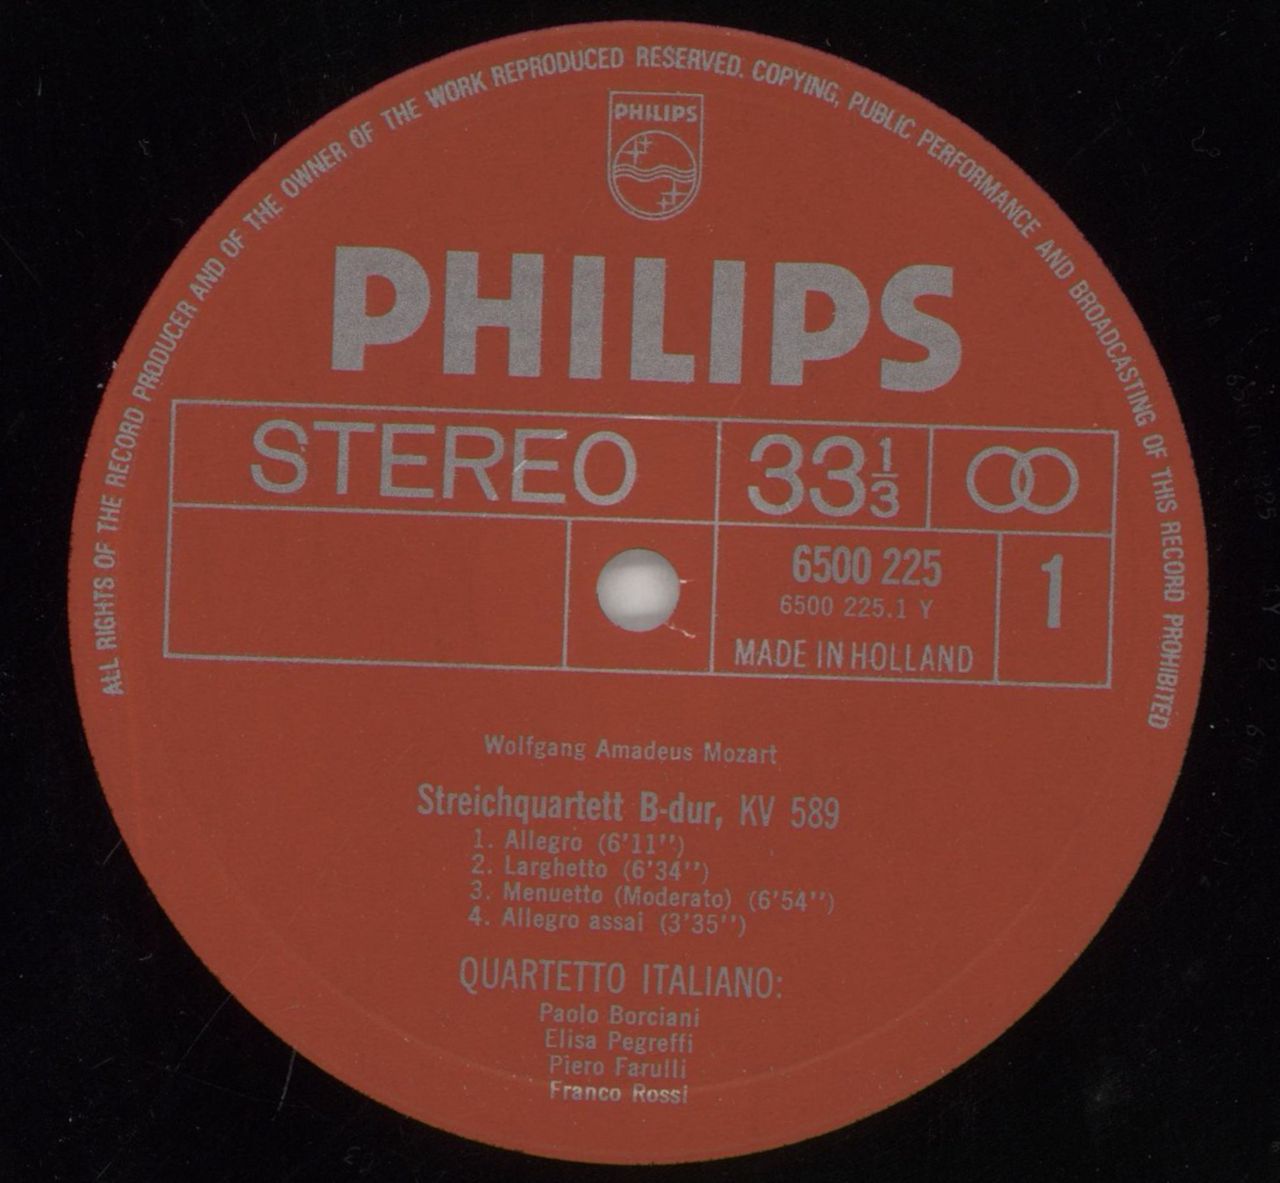 ALL RIGHTS OF THE RECORD PRODUCER AND OF THE OWNER OF THE WORK REPRODUCED RESERVED. COPYING, PUBLIC PERFORMANCE AND BROADCASTING OF THIS RECORD PROHIBITED
PHILIPS
PHILIPS
STEREO 33 1/3
6500 225 1
6500 225.1 Y
MADE IN HOLLAND
Wolfgang Amadeus Mozart
Streichquartett B-dur, KV 589
1. Allegro (6'11'')
2. Larghetto (6'34'')
3. Menuetto (Moderato) (6'54'')
4. Allegro assai (3'35'')
QUARTETTO ITALIANO:
Paolo Borciani
Elisa Pegreffi
Piero Farulli
Franco Rossi